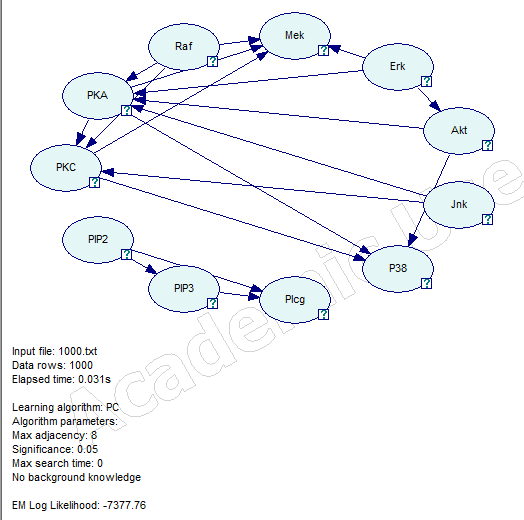 Raf
?
Mek
?
Erk
?
PKA
?
Akt
?
PKC
?
Jnk
?
PIP2
?
PIP3
?
Plcg
?
P38
?
Academic Use
Input file: 1000.txt
Data rows: 1000
Elapsed time: 0.031s
Learning algorithm: PC
Algorithm parameters:
Max adjacency: 8
Significance: 0.05
Max search time: 0
No background knowledge
EM Log Likelihood: -7377.76